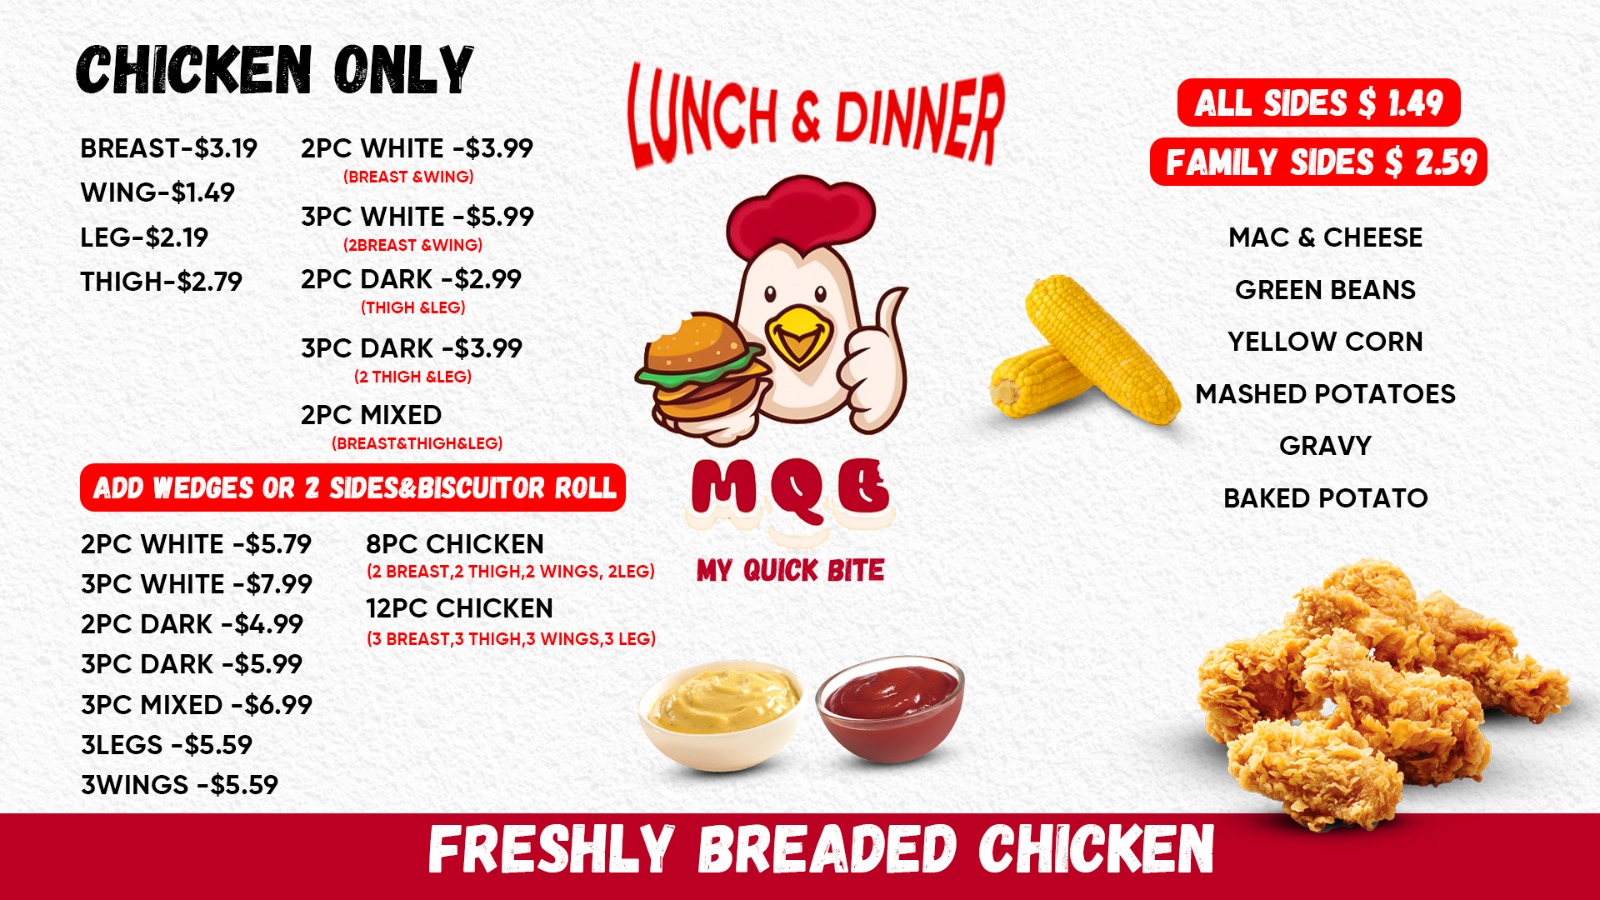 CHICKEN ONLY
BREAST-$3.19
WING-$1.49
LEG-$2.19
THIGH-$2.79
2PC WHITE -$3.99
(BREAST &WING)
3PC WHITE -$5.99
(2BREAST &WING)
2PC DARK -$2.99
(THIGH &LEG)
3PC DARK -$3.99
(2 THIGH &LEG)
2PC MIXED
(BREAST&THIGH&LEG)
ADD WEDGES OR 2 SIDES&BISCUITOR ROLL
2PC WHITE -$5.79
3PC WHITE -$7.99
2PC DARK -$4.99
3PC DARK -$5.99
3PC MIXED -$6.99
3LEGS -$5.59
3WINGS -$5.59
8PC CHICKEN
(2 BREAST,2 THIGH,2 WINGS, 2LEG)
12PC CHICKEN
(3 BREAST,3 THIGH,3 WINGS,3 LEG)
LUNCH & DINNER
MQB
MY QUICK BITE
ALL SIDES $ 1.49
FAMILY SIDES $ 2.59
MAC & CHEESE
GREEN BEANS
YELLOW CORN
MASHED POTATOES
GRAVY
BAKED POTATO
FRESHLY BREADED CHICKEN